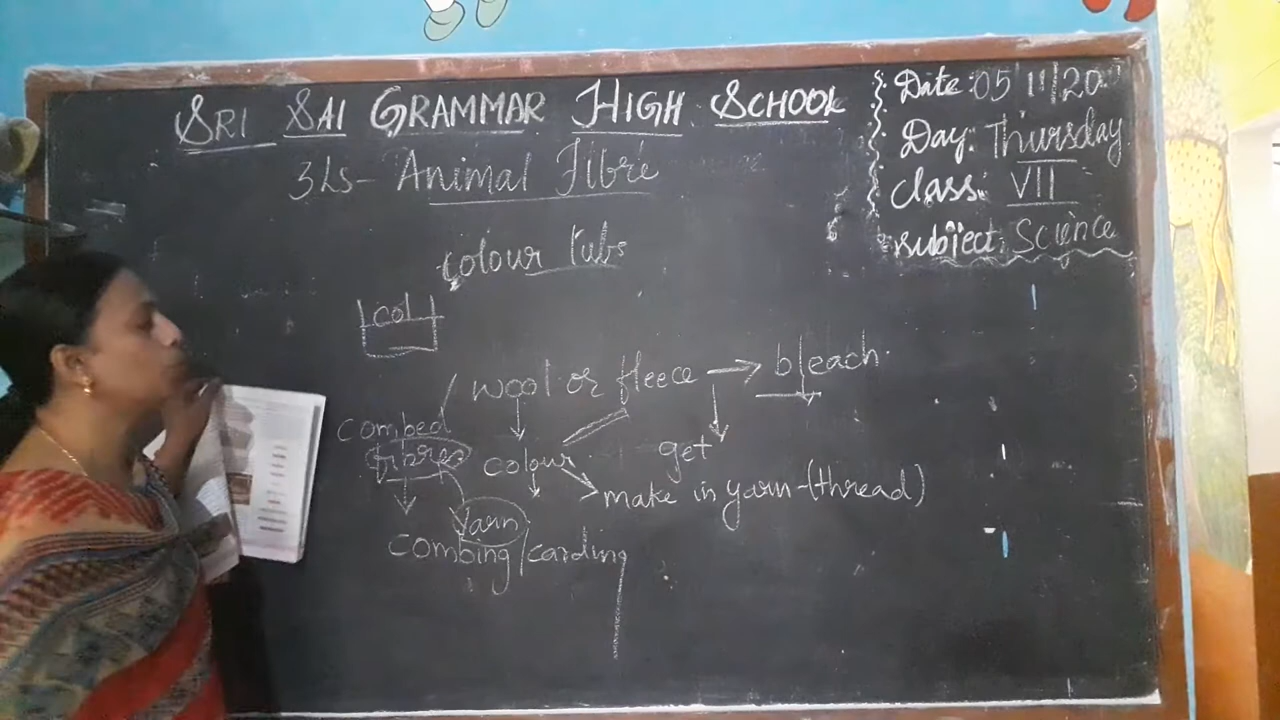 SRI SAI GRAMMAR HIGH SCHOOL
3Ls- Animal Fibre
Date: 05/11/20
Day: Thursday
Class: VII
Subject: Science
colour tubs
col
wool or fleece → bleach
combed
fibres
colour
get
make in yarn-(thread)
Yarn
combing/carding